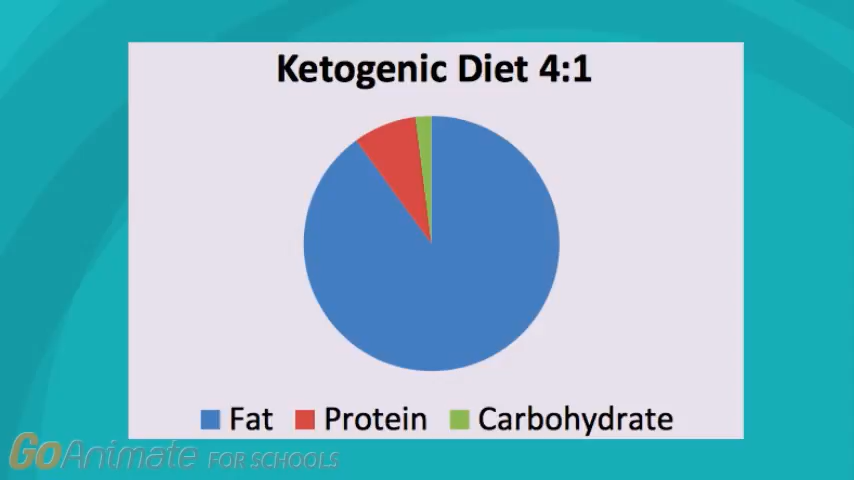 Ketogenic Diet 4:1
Fat Protein Carbohydrate
GoAnimate FOR SCHOOLS